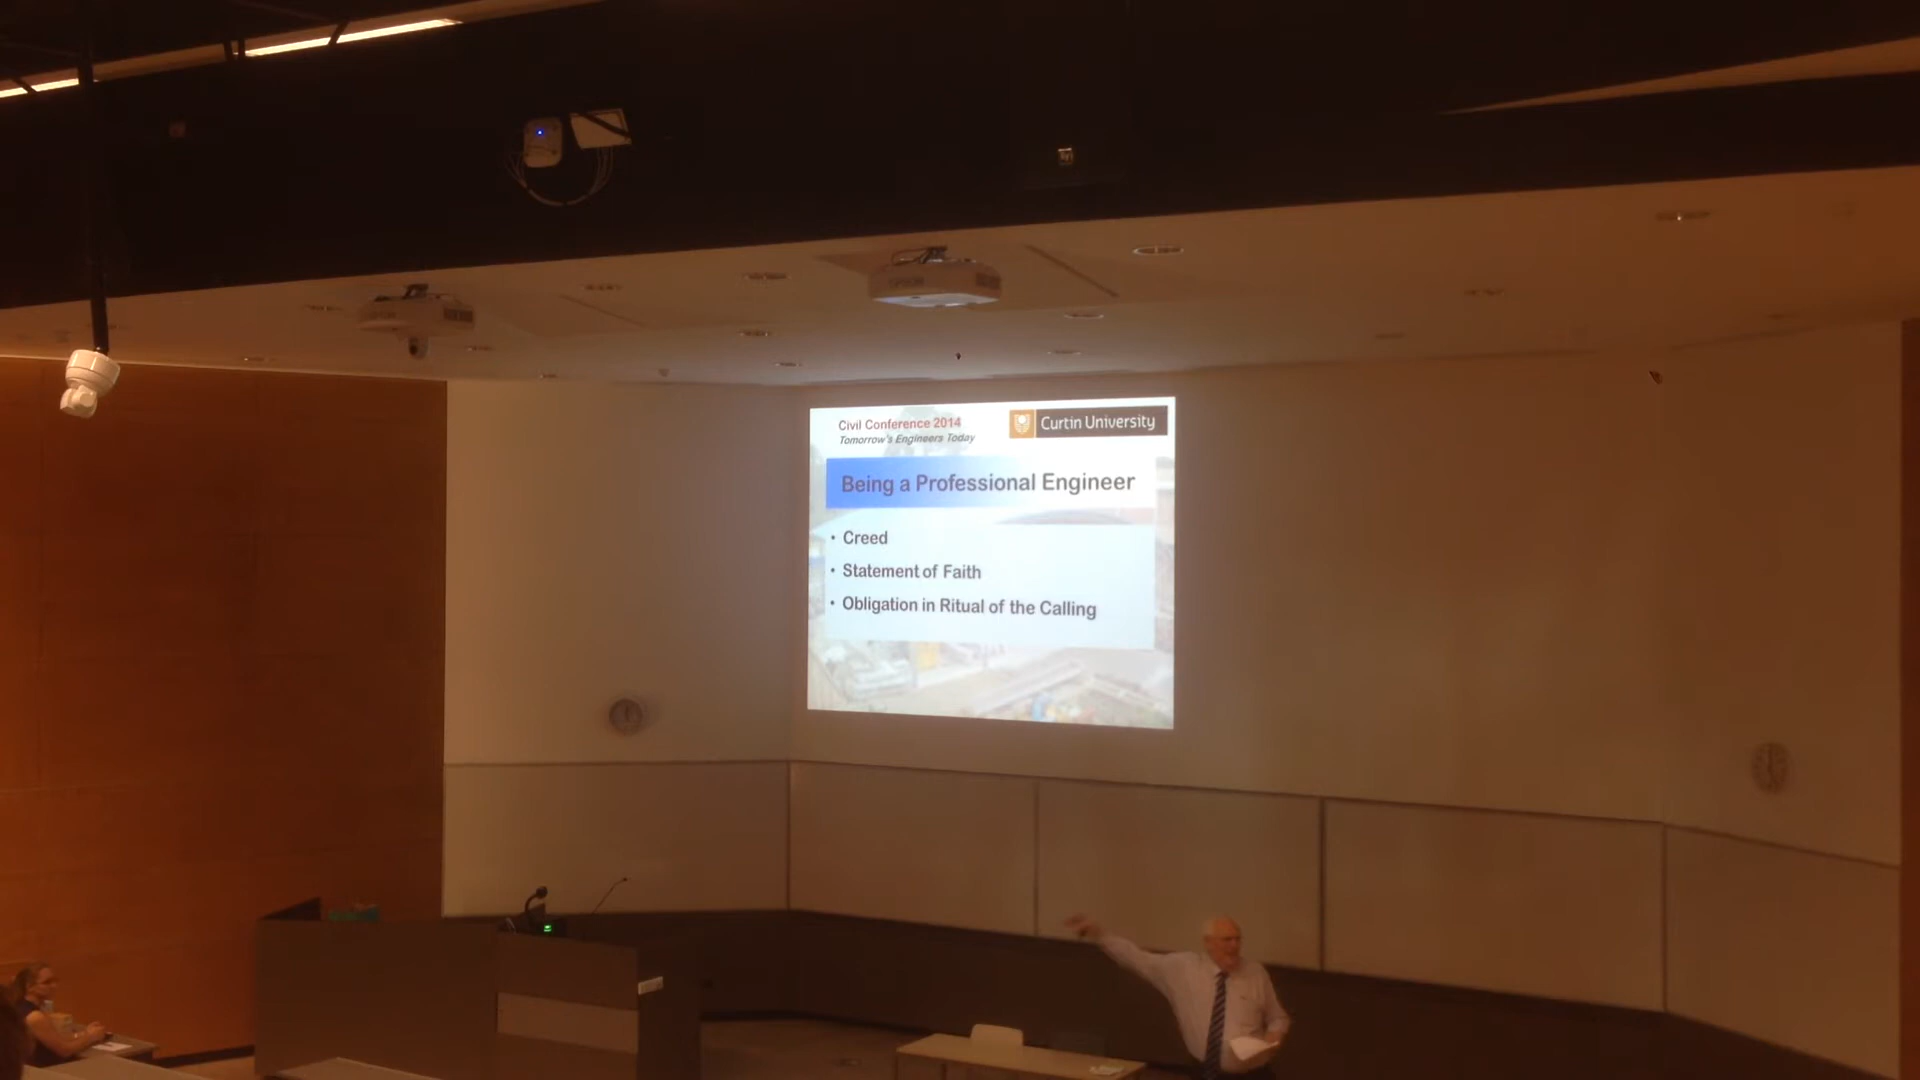 Civil Conference 2014
Tomorrow's Engineers Today
Curtin University
Being a Professional Engineer
• Creed
• Statement of Faith
• Obligation in Ritual of the Calling